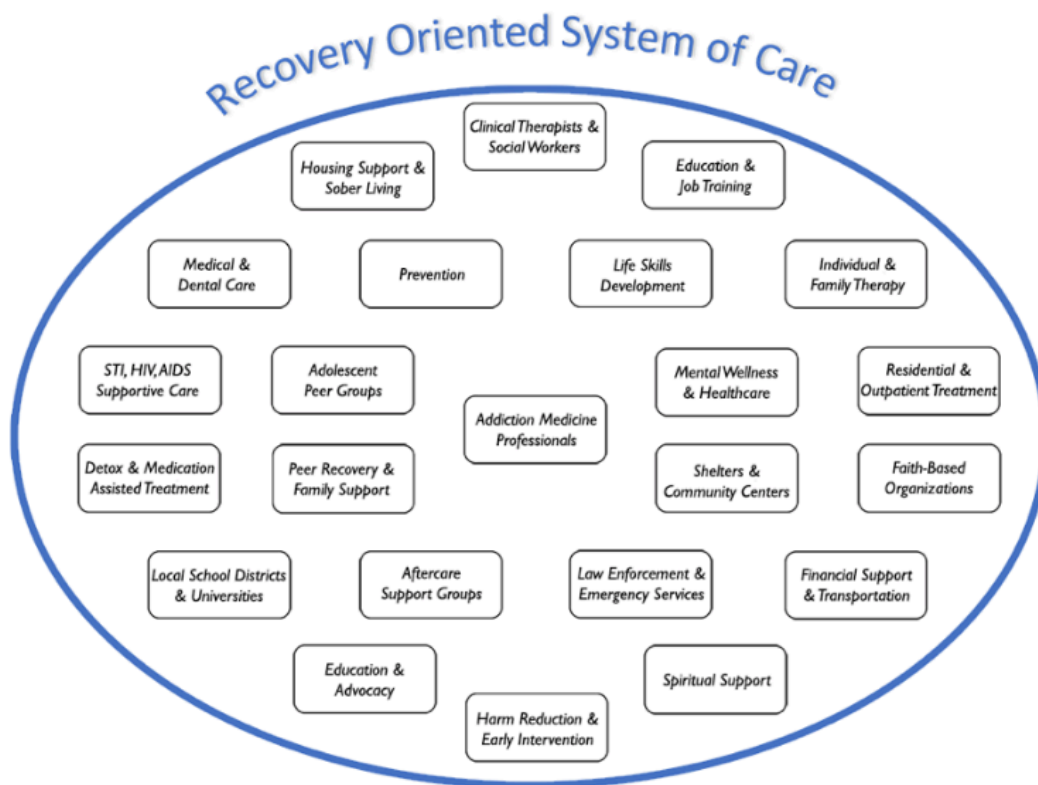 Recovery Oriented System of Care
Clinical Therapists &
Social Workers
Housing Support &
Sober Living
Education &
Job Training
Medical &
Dental Care
Prevention
Life Skills
Development
Individual &
Family Therapy
STI, HIV, AIDS
Supportive Care
Adolescent
Peer Groups
Addiction Medicine
Professionals
Mental Wellness
& Healthcare
Residential &
Outpatient Treatment
Detox & Medication
Assisted Treatment
Peer Recovery &
Family Support
Shelters &
Community Centers
Faith-Based
Organizations
Local School Districts
& Universities
Aftercare
Support Groups
Law Enforcement &
Emergency Services
Financial Support
& Transportation
Education &
Advocacy
Harm Reduction &
Early Intervention
Spiritual Support